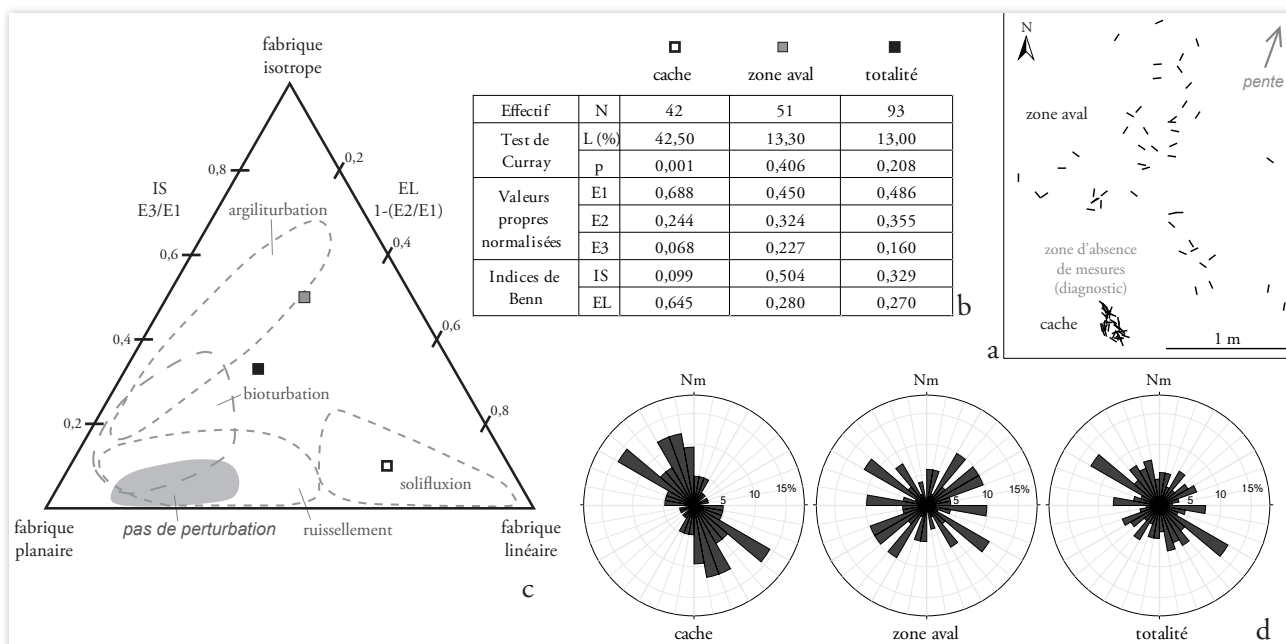 fabrique
isotrope
0,8
0,2
IS
E3/E1
EL
1-(E2/E1)
argiliturbation
0,6
0,4
0,4
0,6
bioturbation
0,2
0,8
solifluxion
fabrique
planaire
pas de perturbation
ruissellement
fabrique
linéaire
c
cache zone aval totalité
Effectif N 42 51 93
Test de Curray L (%) 42,50 13,30 13,00
p 0,001 0,406 0,208
Valeurs propres normalisées E1 0,688 0,450 0,486
E2 0,244 0,324 0,355
E3 0,068 0,227 0,160
Indices de Benn IS 0,099 0,504 0,329
EL 0,645 0,280 0,270
b
N
pente
zone aval
zone d'absence
de mesures
(diagnostic)
cache
1 m
a
Nm
5 10 15%
cache
Nm
5 10 15%
zone aval
Nm
5 10 15%
totalité
d